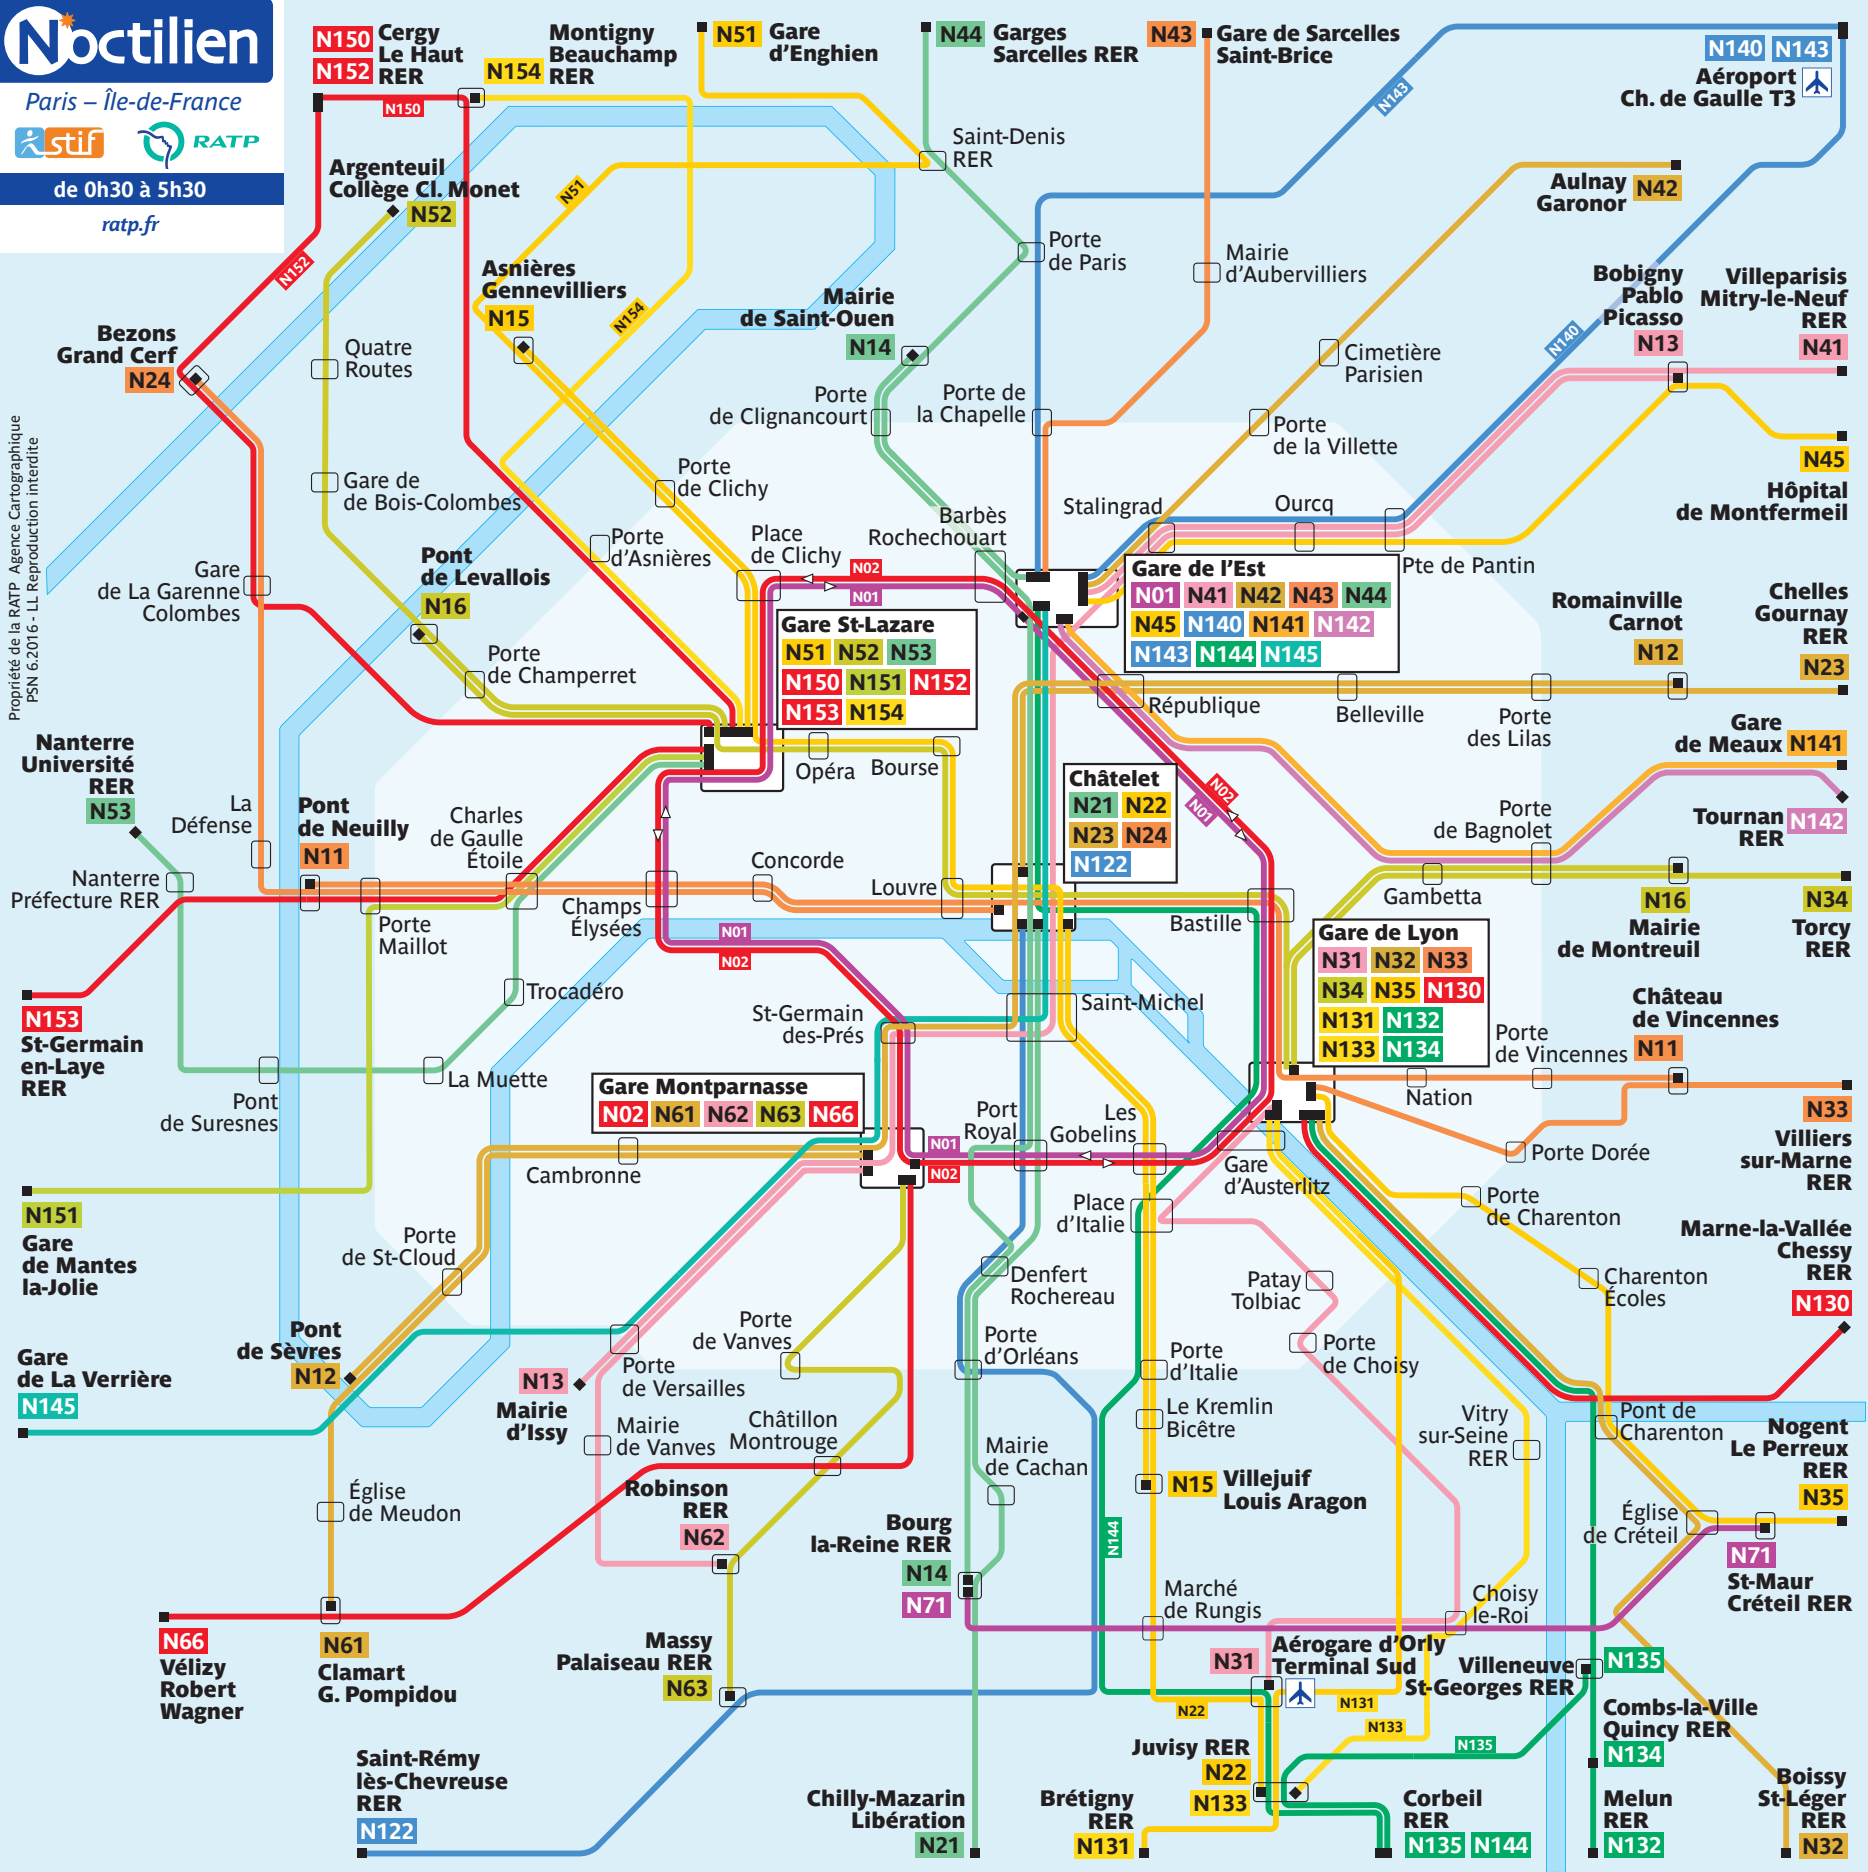 Noctilien
Paris – Île-de-France
stif
RATP
de 0h30 à 5h30
ratp.fr
N150
N152
Cergy
Le Haut
RER
N150
Montigny
Beauchamp
RER
N154
N51
Gare
d'Enghien
N44
Garges
Sarcelles RER
N43
Gare de Sarcelles
Saint-Brice
N140 N143
Aéroport
Ch. de Gaulle T3
N143
Saint-Denis
RER
Argenteuil
Collège Cl. Monet
N52
N51
Aulnay
Garonor
N42
Porte
de Paris
Mairie
d'Aubervilliers
N152
Asnières
Gennevilliers
N15
N154
Mairie
de Saint-Ouen
N14
Bobigny
Pablo
Picasso
N13
Villeparisis
Mitry-le-Neuf
RER
N41
N140
Bezons
Grand Cerf
N24
Quatre
Routes
Cimetière
Parisien
Porte
de Clignancourt
Porte de
la Chapelle
Porte
de la Villette
N45
Hôpital
de Montfermeil
Propriété de la RATP Agence Cartographique
PSN 6.2016 - LL Reproduction interdite
Gare de
de Bois-Colombes
Porte
de Clichy
Porte
d'Asnières
Place
de Clichy
Barbès
Rochechouart
Stalingrad
Ourcq
Pte de Pantin
Gare
de La Garenne
Colombes
Pont
de Levallois
N16
N02
N01
Gare de l'Est
N01 N41 N42 N43 N44
N45 N140 N141 N142
N143 N144 N145
Romainville
Carnot
N12
Chelles
Gournay
RER
N23
Gare St-Lazare
N51 N52 N53
N150 N151 N152
N153 N154
Porte
de Champerret
République
Belleville
Porte
des Lilas
Gare
de Meaux
N141
Nanterre
Université
RER
N53
Opéra
Bourse
Châtelet
N21 N22
N23 N24
N122
N02
N01
Tournan
RER
N142
La
Défense
Pont
de Neuilly
N11
Charles
de Gaulle
Étoile
Porte
de Bagnolet
Nanterre
Préfecture RER
Concorde
Louvre
Champs
Élysées
Porte
Maillot
Bastille
Gambetta
N16
Mairie
de Montreuil
N34
Torcy
RER
N01
N02
Gare de Lyon
N31 N32 N33
N34 N35 N130
N131 N132
N133 N134
N153
St-Germain
en-Laye
RER
Trocadéro
St-Germain
des-Prés
Saint-Michel
Château
de Vincennes
N11
Porte
de Vincennes
Nation
Pont
de Suresnes
La Muette
Gare Montparnasse
N02 N61 N62 N63 N66
Port
Royal
Les
Gobelins
N01
N02
Gare
d'Austerlitz
Porte Dorée
N33
Villiers
sur-Marne
RER
Cambronne
N151
Gare
de Mantes
la-Jolie
Porte
de St-Cloud
Place
d'Italie
Porte
de Charenton
Marne-la-Vallée
Chessy
RER
N130
Denfert
Rochereau
Patay
Tolbiac
Charenton
Écoles
Gare
de La Verrière
N145
Pont
de Sèvres
N12
Porte
de Vanves
Porte
d'Orléans
Porte
d'Italie
Porte
de Choisy
N13
Mairie
d'Issy
Porte
de Versailles
Mairie
de Vanves
Châtillon
Montrouge
Le Kremlin
Bicêtre
Vitry
sur-Seine
RER
Pont de
Charenton
Nogent
Le Perreux
RER
N35
Mairie
de Cachan
N15
Villejuif
Louis Aragon
Église
de Meudon
Robinson
RER
N62
Bourg
la-Reine RER
N14
N71
N144
Église
de Créteil
N71
St-Maur
Créteil RER
N66
Vélizy
Robert
Wagner
N61
Clamart
G. Pompidou
Massy
Palaiseau RER
N63
Marché
de Rungis
Choisy
le-Roi
N31
Aérogare d'Orly
Terminal Sud
N22
N131
N133
Villeneuve
St-Georges RER
N135
Combs-la-Ville
Quincy RER
N134
N135
Saint-Rémy
lès-Chevreuse
RER
N122
Juvisy RER
N22
N133
Chilly-Mazarin
Libération
N21
Brétigny
RER
N131
Corbeil
RER
N135 N144
Melun
RER
N132
Boissy
St-Léger
RER
N32